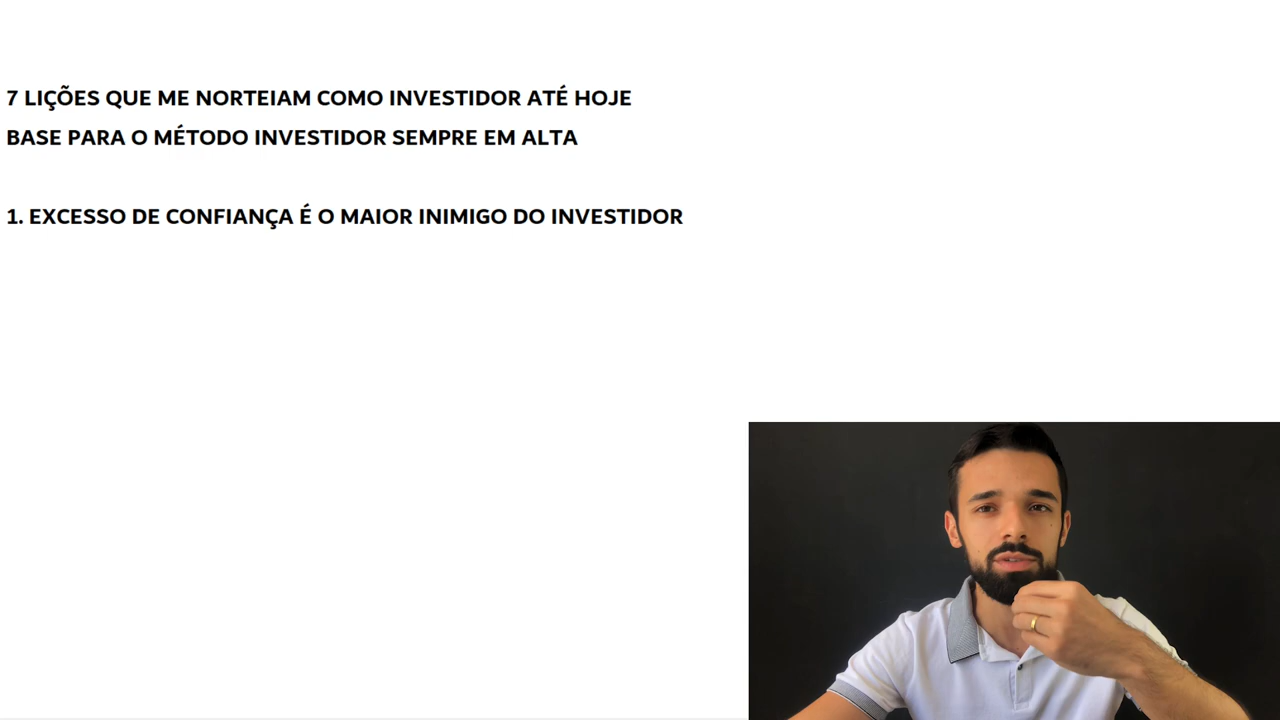 7 LIÇÕES QUE ME NORTEIAM COMO INVESTIDOR ATÉ HOJE
BASE PARA O MÉTODO INVESTIDOR SEMPRE EM ALTA
1. EXCESSO DE CONFIANÇA É O MAIOR INIMIGO DO INVESTIDOR